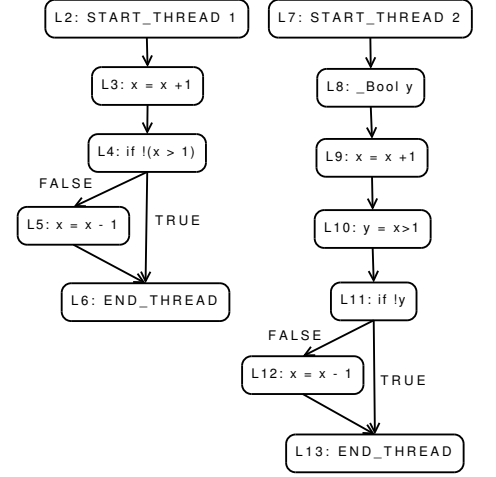 L2: START_THREAD 1
L3: x = x +1
L4: if !(x > 1)
FALSE
TRUE
L5: x = x - 1
L6: END_THREAD
L7: START_THREAD 2
L8: _Bool y
L9: x = x +1
L10: y = x>1
L11: if !y
FALSE
TRUE
L12: x = x - 1
L13: END_THREAD